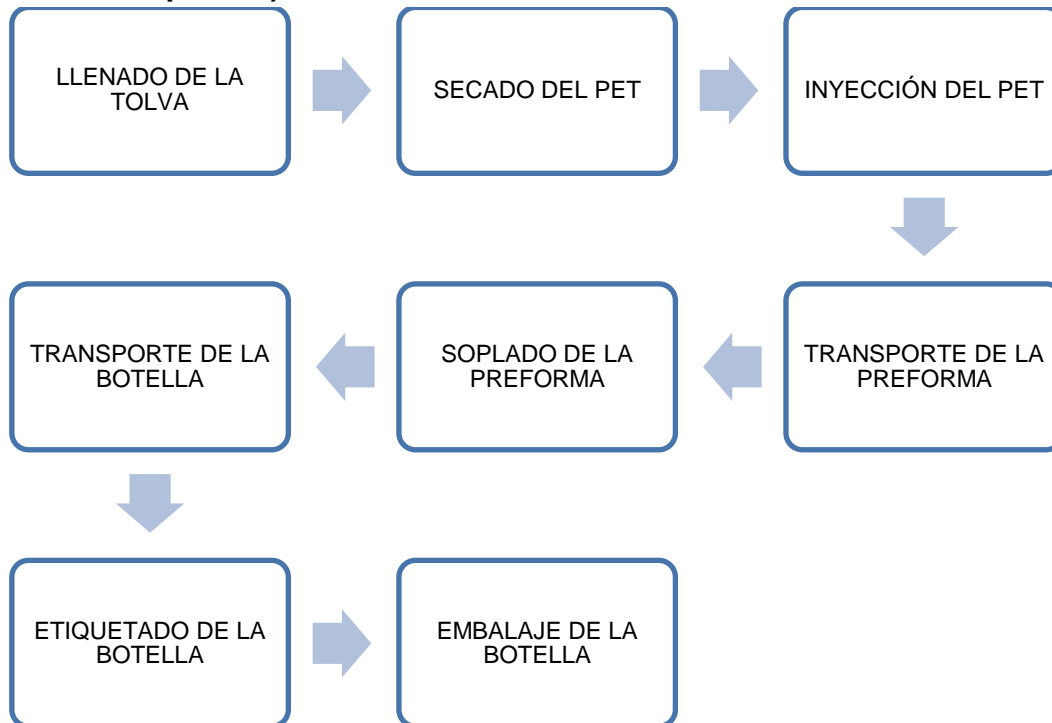 LLENADO DE LA
TOLVA
SECADO DEL PET
INYECCIÓN DEL PET
TRANSPORTE DE LA
PREFORMA
SOPLADO DE LA
PREFORMA
TRANSPORTE DE LA
BOTELLA
ETIQUETADO DE LA
BOTELLA
EMBALAJE DE LA
BOTELLA